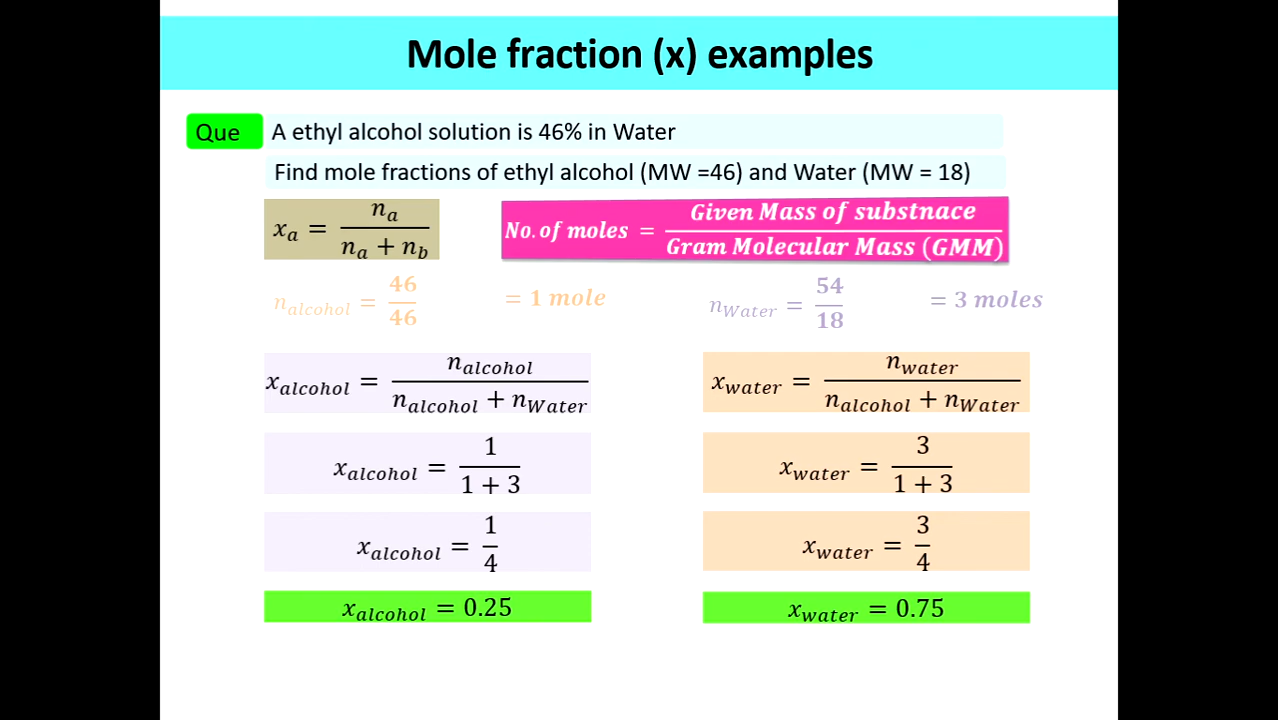 Mole fraction (x) examples
Que A ethyl alcohol solution is 46% in Water
Find mole fractions of ethyl alcohol (MW =46) and Water (MW = 18)
xₐ = nₐ / (nₐ + n_b) No. of moles = Given Mass of substnace / Gram Molecular Mass (GMM)
n_alcohol = 46/46 = 1 mole n_Water = 54/18 = 3 moles
x_alcohol = n_alcohol / (n_alcohol + n_Water) x_water = n_water / (n_alcohol + n_Water)
x_alcohol = 1 / (1 + 3) x_water = 3 / (1 + 3)
x_alcohol = 1/4 x_water = 3/4
x_alcohol = 0.25 x_water = 0.75